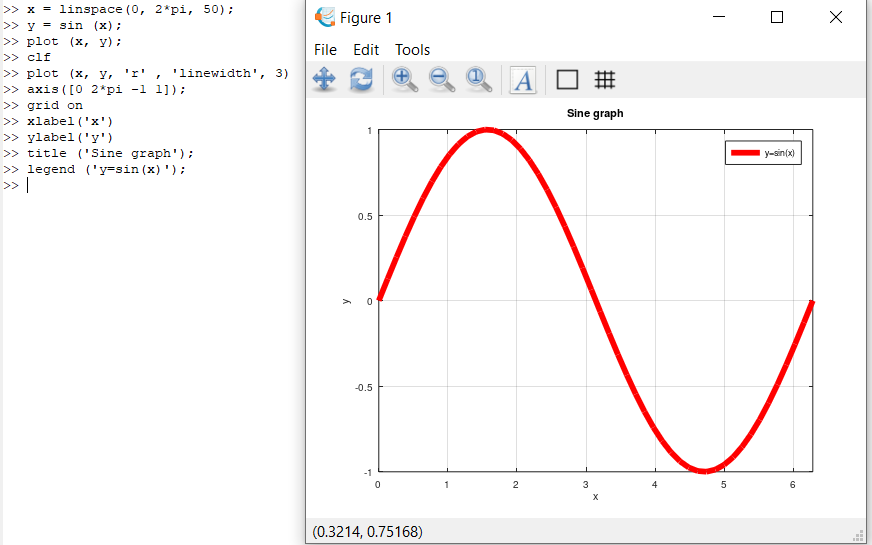 >> x = linspace(0, 2*pi, 50);
>> y = sin (x);
>> plot (x, y);
>> clf
>> plot (x, y, 'r' , 'linewidth', 3)
>> axis([0 2*pi -1 1]);
>> grid on
>> xlabel('x')
>> ylabel('y')
>> title ('Sine graph');
>> legend ('y=sin(x)');
>>
Figure 1
File Edit Tools
A
Sine graph
y=sin(x)
1
0.5
0
-0.5
-1
y
0 1 2 3 4 5 6
x
(0.3214, 0.75168)